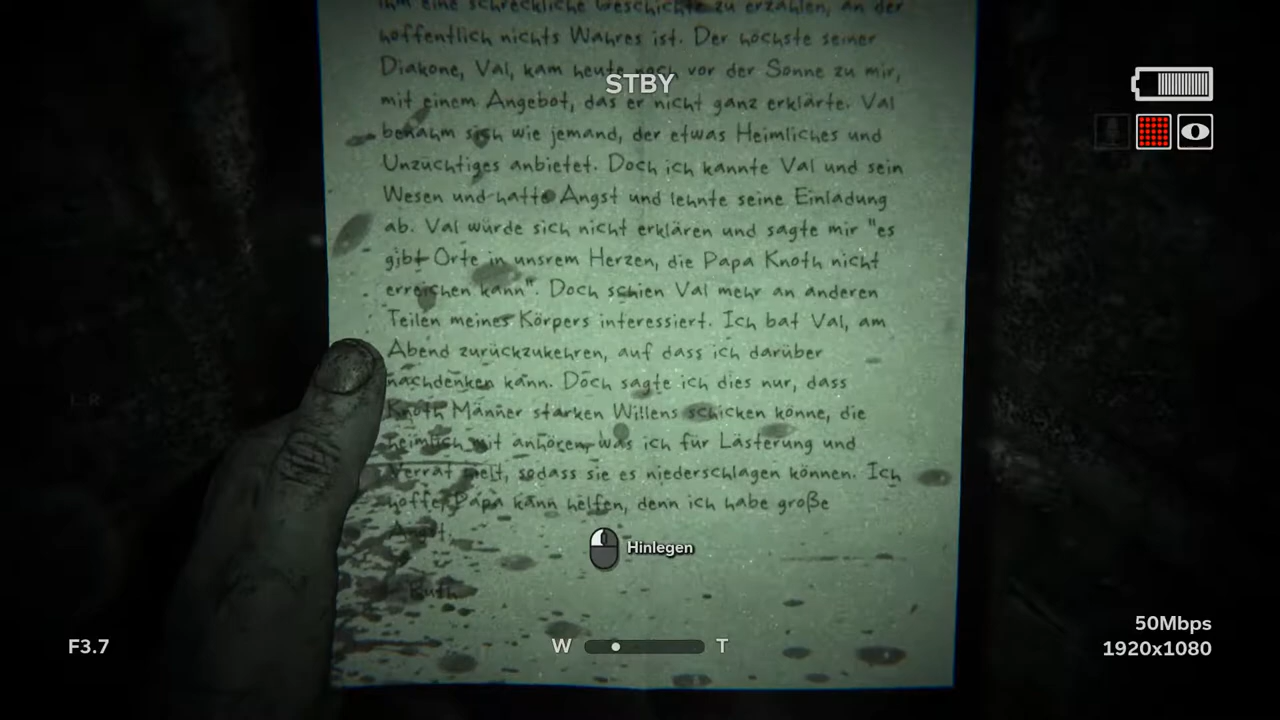 ihm eine schreckliche Geschichte zu erzählen, an der
hoffentlich nichts Wahres ist. Der höchste seiner
Diakone, Val, kam heute noch vor der Sonne zu mir,
STBY
mit einem Angebot, das er nicht ganz erklärte. Val
benahm sich wie jemand, der etwas Heimliches und
Unzüchtiges anbietet. Doch ich kannte Val und sein
Wesen und hatte Angst und lehnte seine Einladung
ab. Val würde sich nicht erklären und sagte mir "es
gibt Orte in unsrem Herzen, die Papa Knoth nicht
erreichen kann". Doch schien Val mehr an anderen
Teilen meines Körpers interessiert. Ich bat Val, am
Abend zurückzukehren, auf dass ich darüber
nachdenken kann. Doch sagte ich dies nur, dass
Knoth Männer starken Willens schicken könne, die
heimlich mit anhören, was ich für Lästerung und
Verrat helt, sodass sie es niederschlagen können. Ich
hoffe, Papa kann helfen, denn ich habe große
Angst.
Hinlegen
Ruth
F3.7
W T
50Mbps
1920x1080